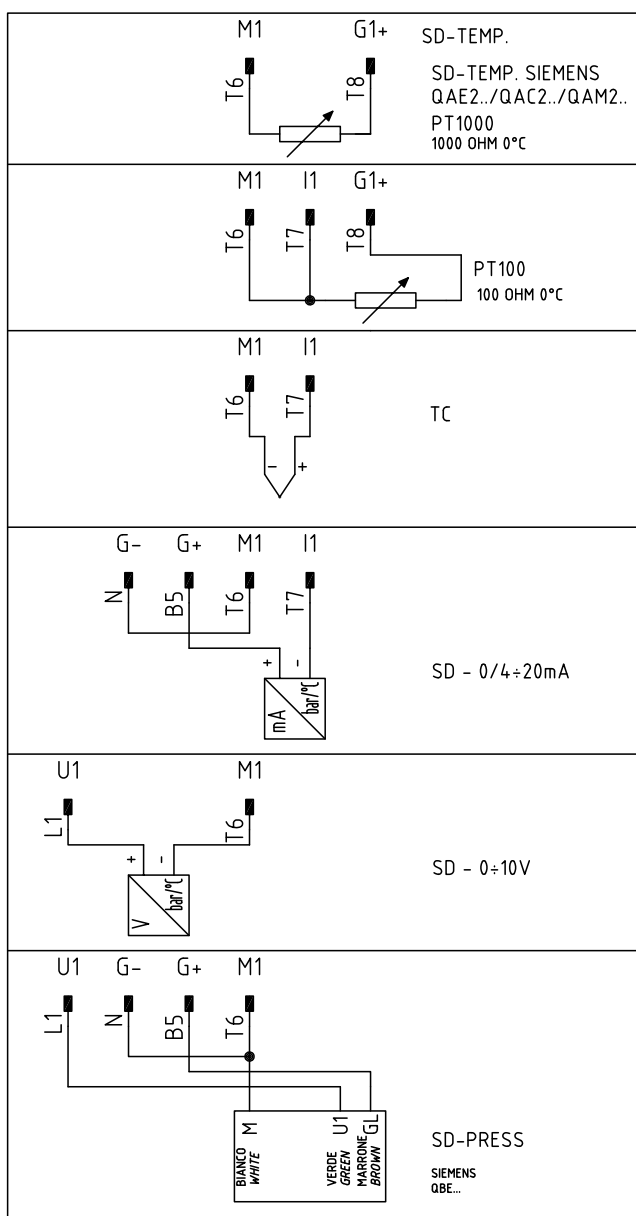 M1 G1+ SD-TEMP.
T6 T8
SD-TEMP. SIEMENS
QAE2../QAC2../QAM2..
PT1000
1000 OHM 0°C
M1 I1 G1+
T6 T7 T8
PT100
100 OHM 0°C
M1 I1
T6 T7
TC
- +
G- G+ M1 I1
N B5 T6 T7
+ -
mA bar/°C
SD - 0/4÷20mA
U1 M1
L1 T6
+ -
V bar/°C
SD - 0÷10V
U1 G- G+ M1
L1 N B5 T6
M U1 GL
BIANCO
WHITE
VERDE
GREEN
MARRONE
BROWN
SD-PRESS
SIEMENS
QBE...